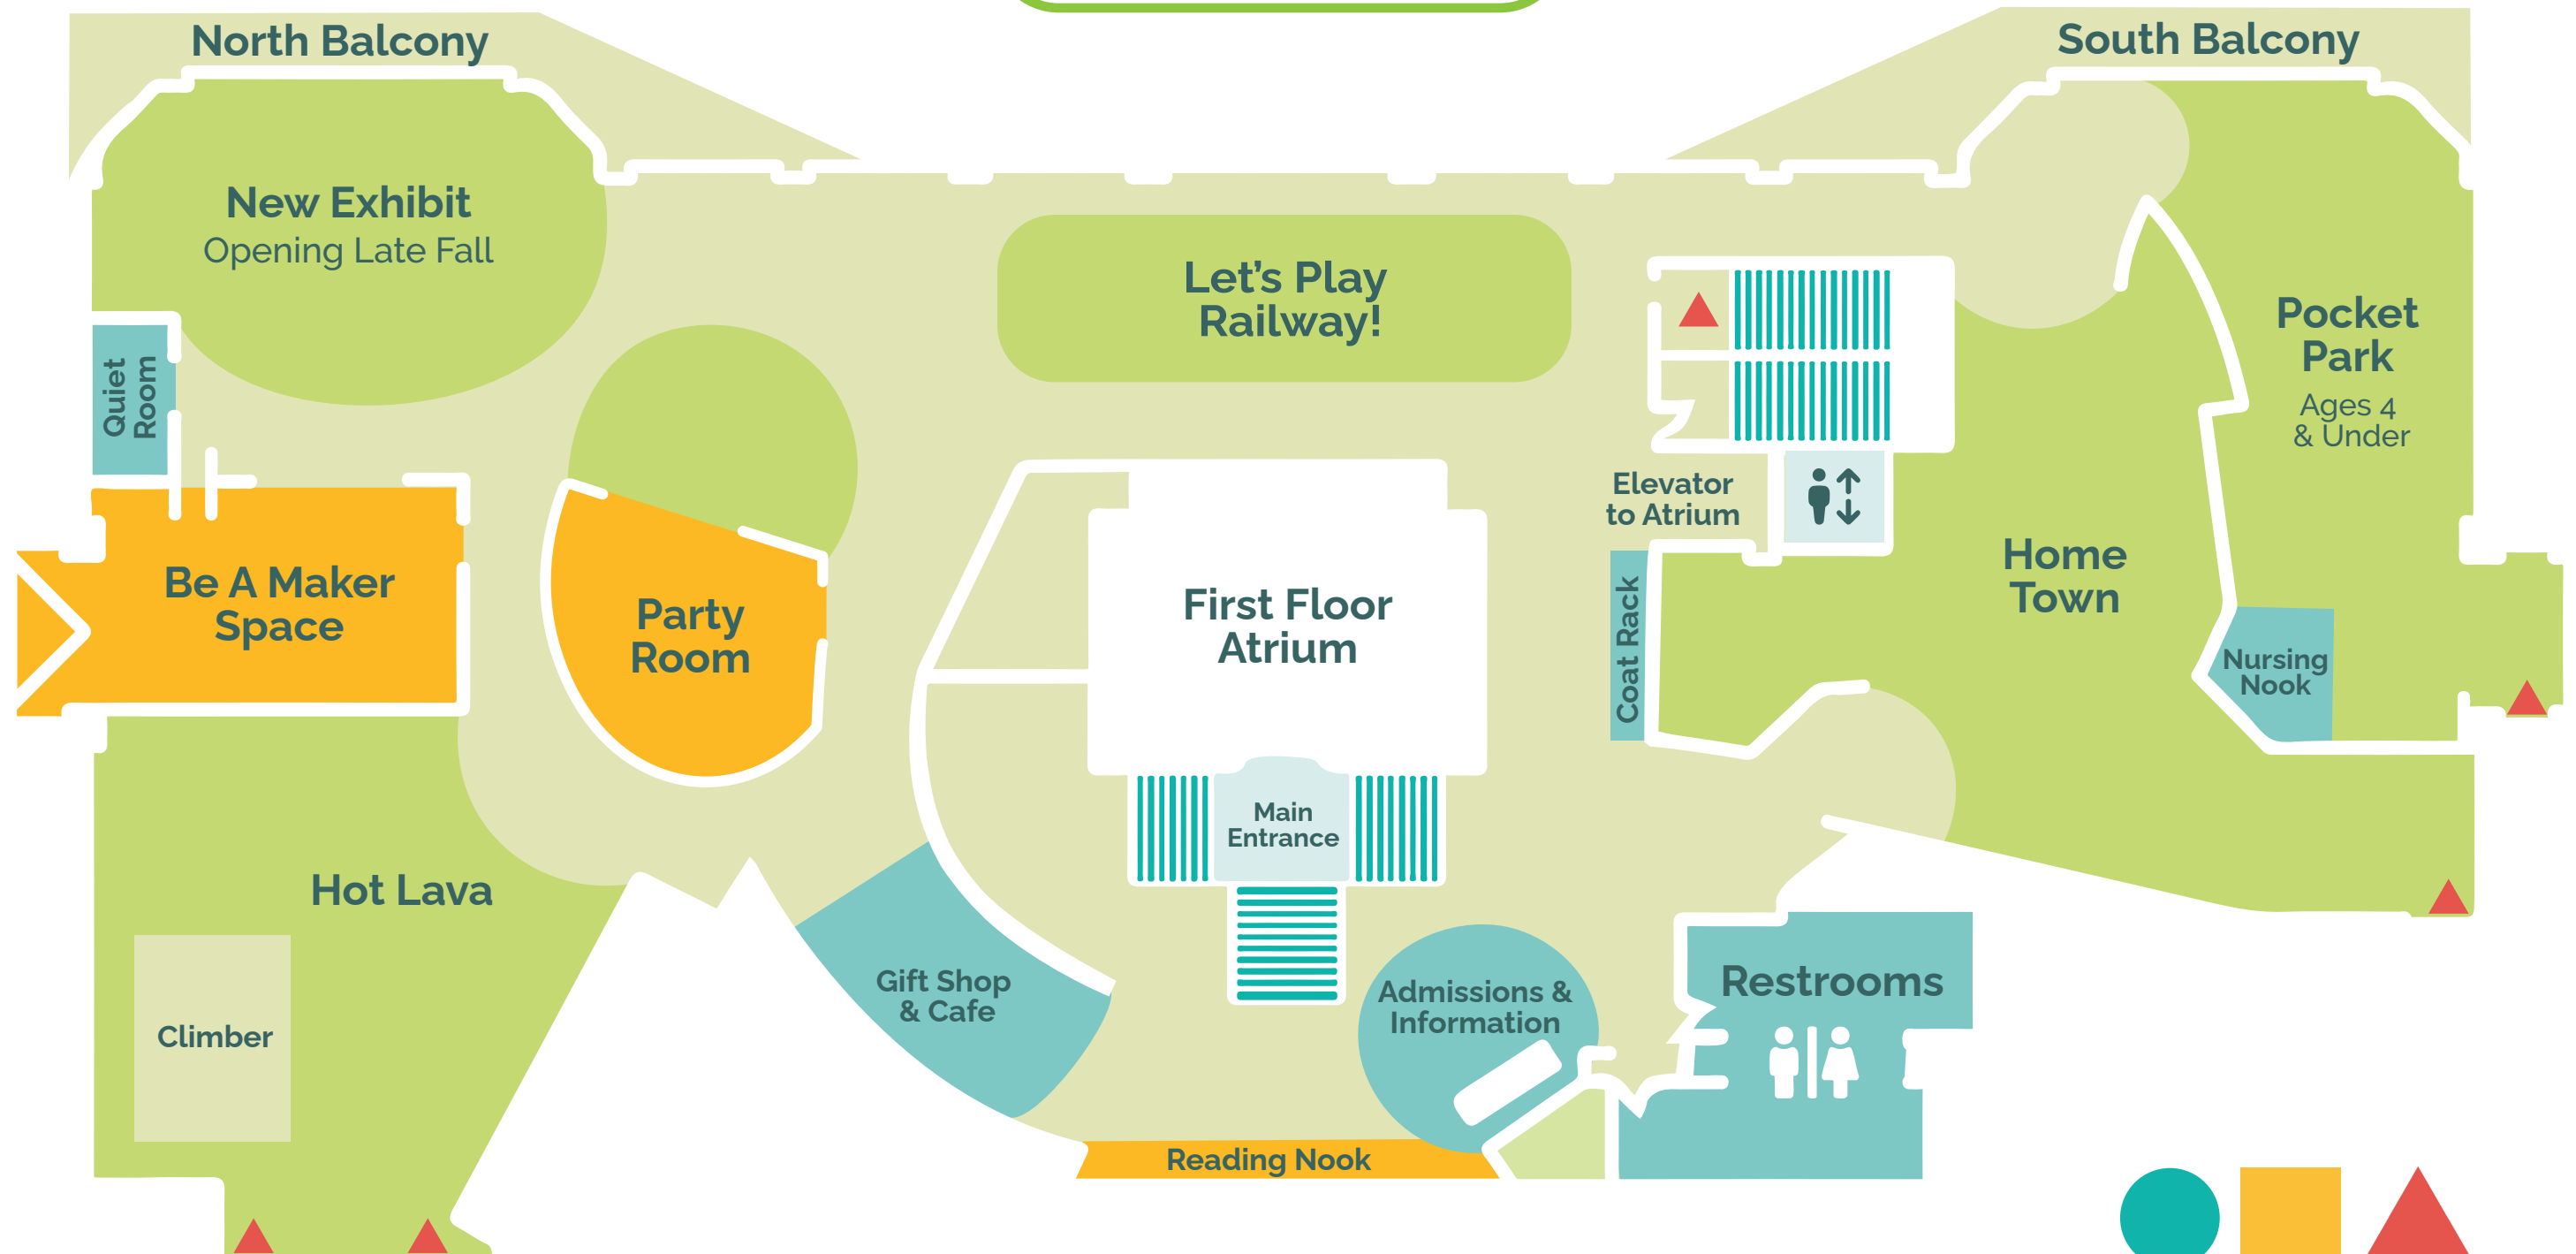 North Balcony
South Balcony
New Exhibit
Opening Late Fall
Let's Play
Railway!
Pocket
Park
Ages 4
& Under
Quiet
Room
Elevator
to Atrium
Be A Maker
Space
Party
Room
First Floor
Atrium
Coat Rack
Home
Town
Nursing
Nook
Main
Entrance
Hot Lava
Climber
Gift Shop
& Cafe
Admissions &
Information
Restrooms
Reading Nook